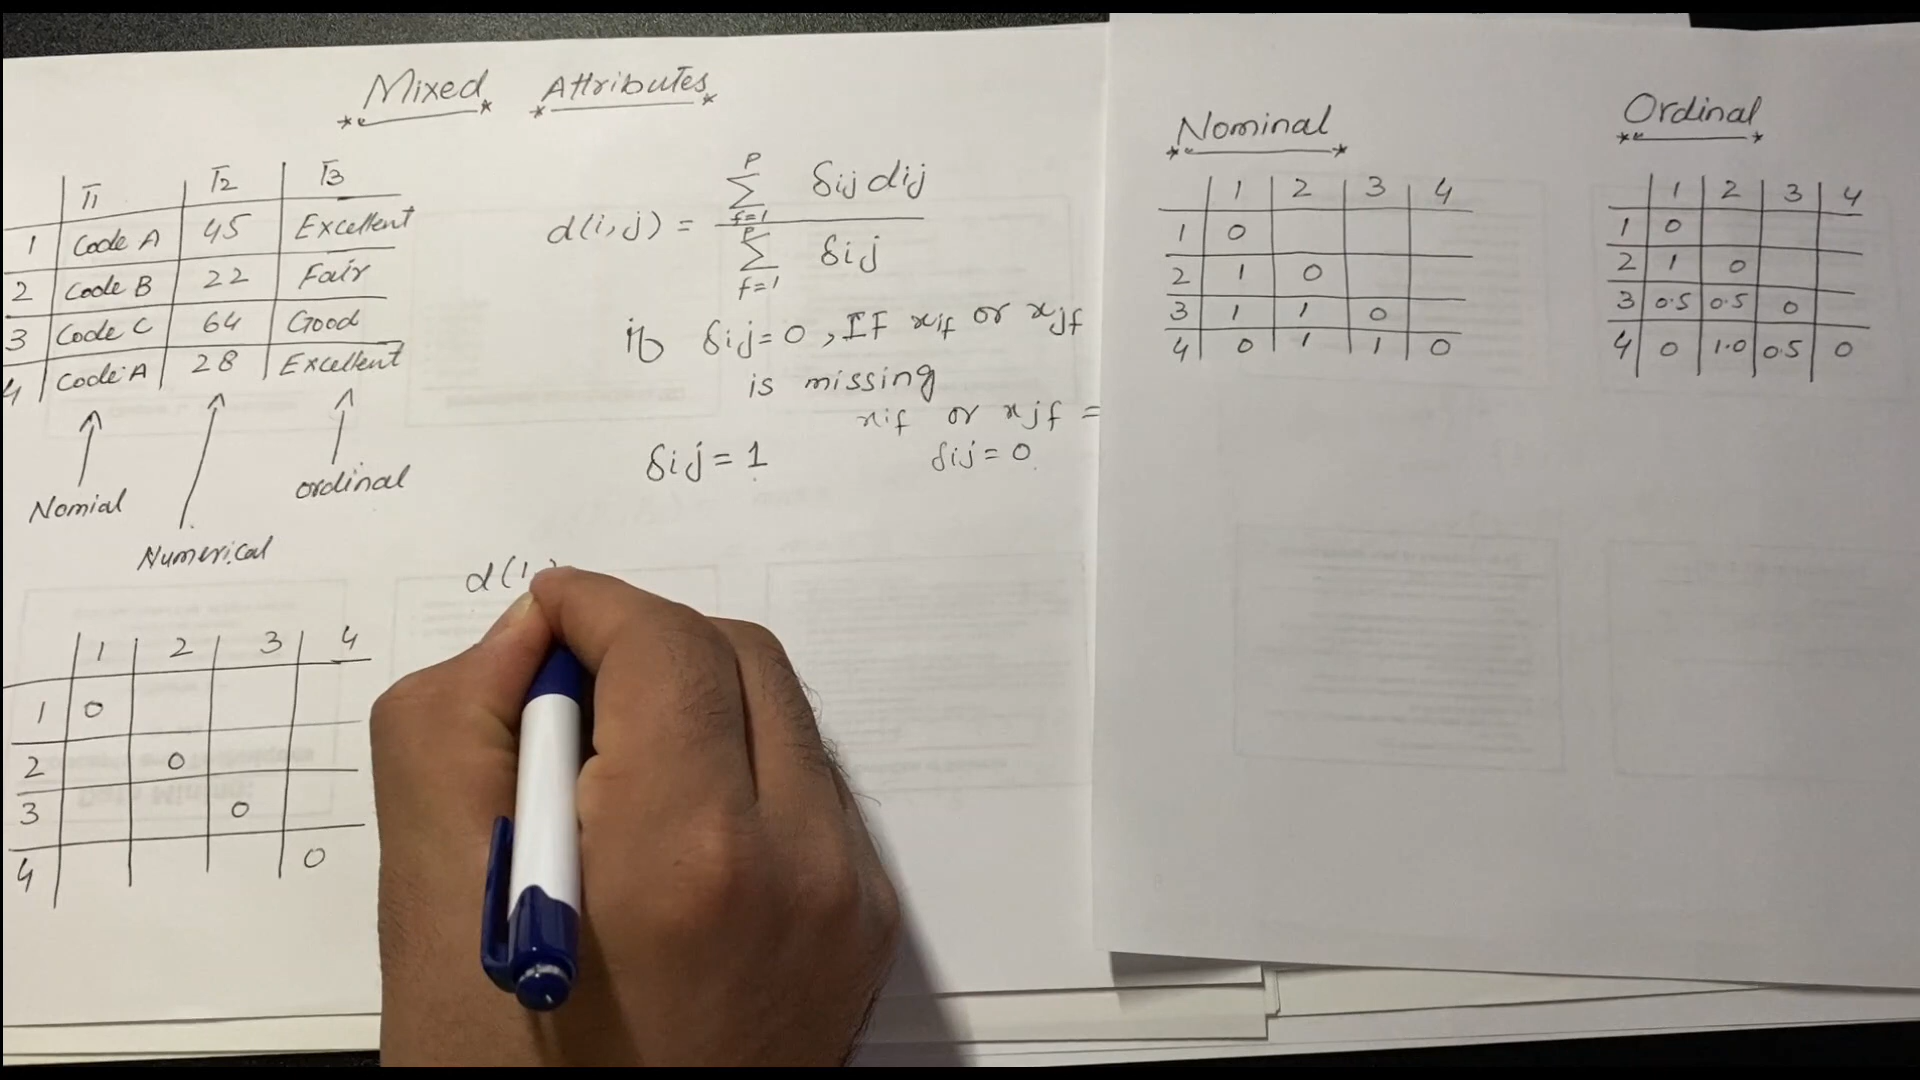 Mixed Attributes
T1 T2 T3
1 Code A 45 Excellent
2 Code B 22 Fair
3 Code C 64 Good
4 Code A 28 Excellent
Nomial
Numerical
ordinal
d(i,j) = P Σ f=1 δij dij
P Σ f=1 δij
δij=0, IF xif or xjf
is missing
xif or xjf =
δij = 1 δij = 0
d(1,
1 2 3 4
1 0
2 0
3 0
4 0
Nominal
1 2 3 4
1 0
2 1 0
3 1 1 0
4 0 1 1 0
Ordinal
1 2 3 4
1 0
2 1 0
3 0.5 0.5 0
4 0 1.0 0.5 0